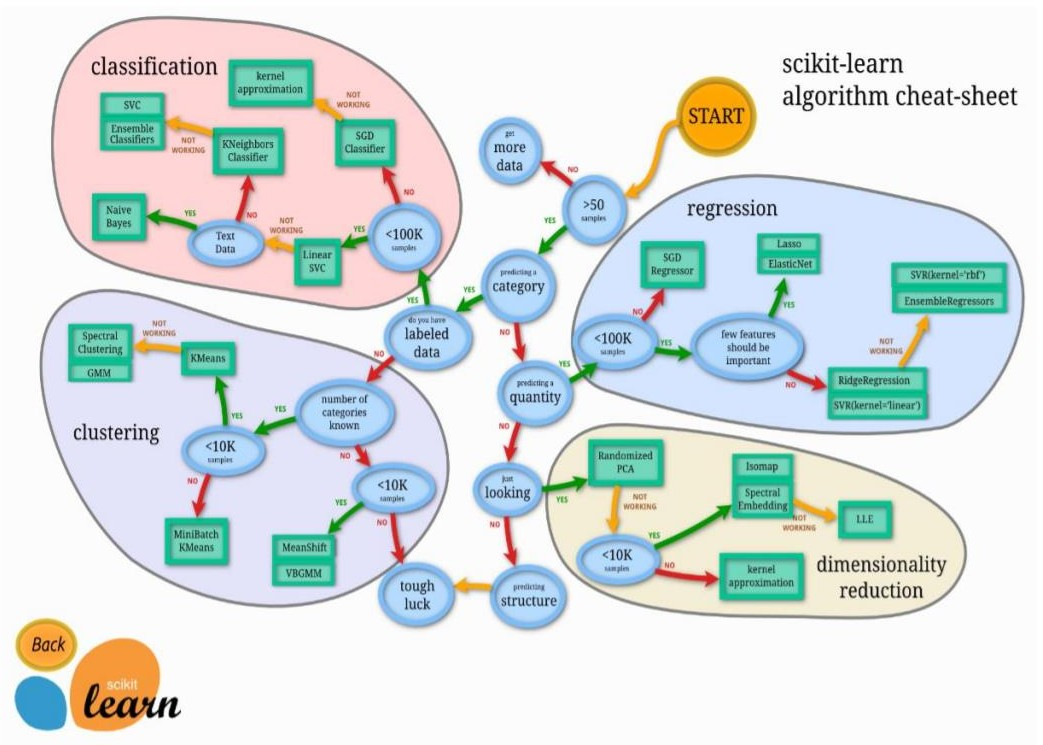 scikit-learn
algorithm cheat-sheet
START
classification
kernel
approximation
NOT
WORKING
SVC
Ensemble
Classifiers
NOT
WORKING
KNeighbors
Classifier
SGD
Classifier
NO
Naive
Bayes
YES
Text
Data
NO
NOT
WORKING
Linear
SVC
YES
<100K
samples
YES
get
more
data
NO
>50
samples
YES
predicting a
category
YES
do you have
labeled
data
NO
NO
predicting a
quantity
YES
NO
just
looking
YES
NO
predicting
structure
tough
luck
regression
SGD
Regressor
NO
<100K
samples
YES
Lasso
ElasticNet
YES
few features
should be
important
NO
SVR(kernel='rbf')
EnsembleRegressors
NOT
WORKING
RidgeRegression
SVR(kernel='linear')
clustering
Spectral
Clustering
GMM
NOT
WORKING
KMeans
YES
<10K
samples
NO
MiniBatch
KMeans
YES
number of
categories
known
NO
<10K
samples
YES
NO
MeanShift
VBGMM
dimensionality
reduction
Randomized
PCA
NOT
WORKING
<10K
samples
YES
NO
Isomap
Spectral
Embedding
NOT
WORKING
LLE
kernel
approximation
Back
scikit
learn